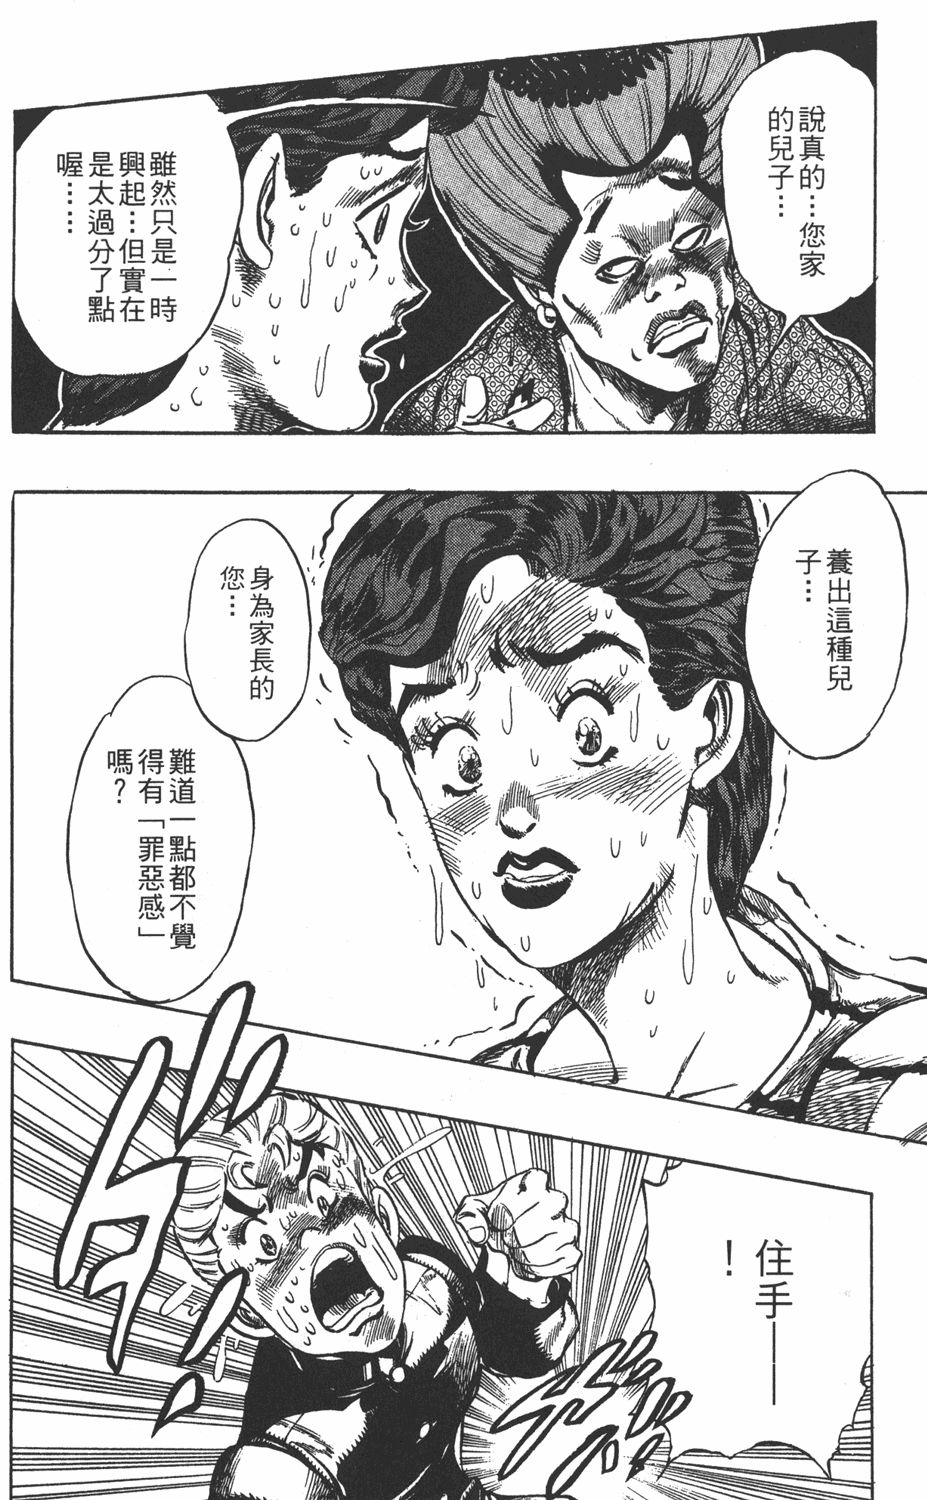 說真的…您家
的兒子…
雖然只是一時
興起…但實在
是太過分了點
喔……
養出這種兒
子…
身為家長的
您…
難道一點都不覺
得有「罪惡感」
嗎？
住手——
！